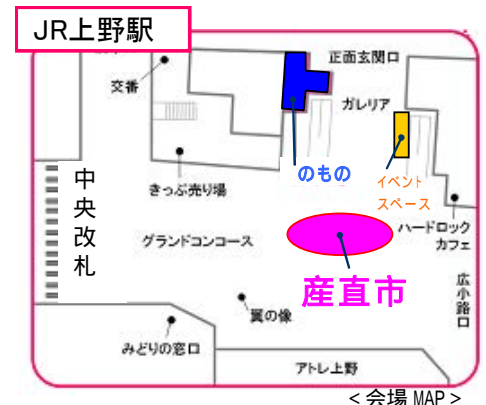 JR上野駅
正面玄関口
交番
ガレリア
のもの
イベント
スペース
きっぷ売り場
中央改札
グランドコンコース
ハードロック
カフェ
産直市
広小路口
翼の像
みどりの窓口
アトレ上野
<会場 MAP>